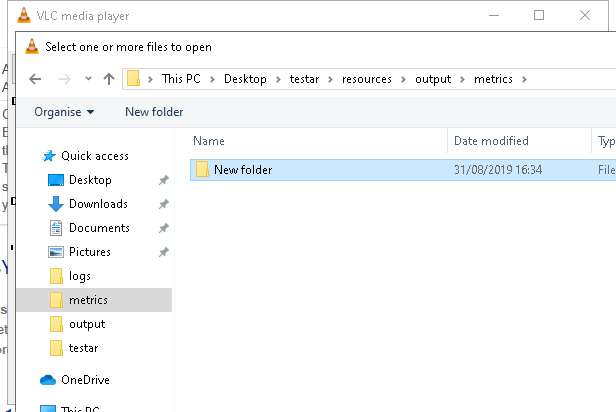 VLC media player
Select one or more files to open
This PC > Desktop > testar > resources > output > metrics >
Organise New folder
Name Date modified Typ
New folder 31/08/2019 16:34 File
Quick access
Desktop
Downloads
Documents
Pictures
logs
metrics
output
testar
OneDrive
This PC